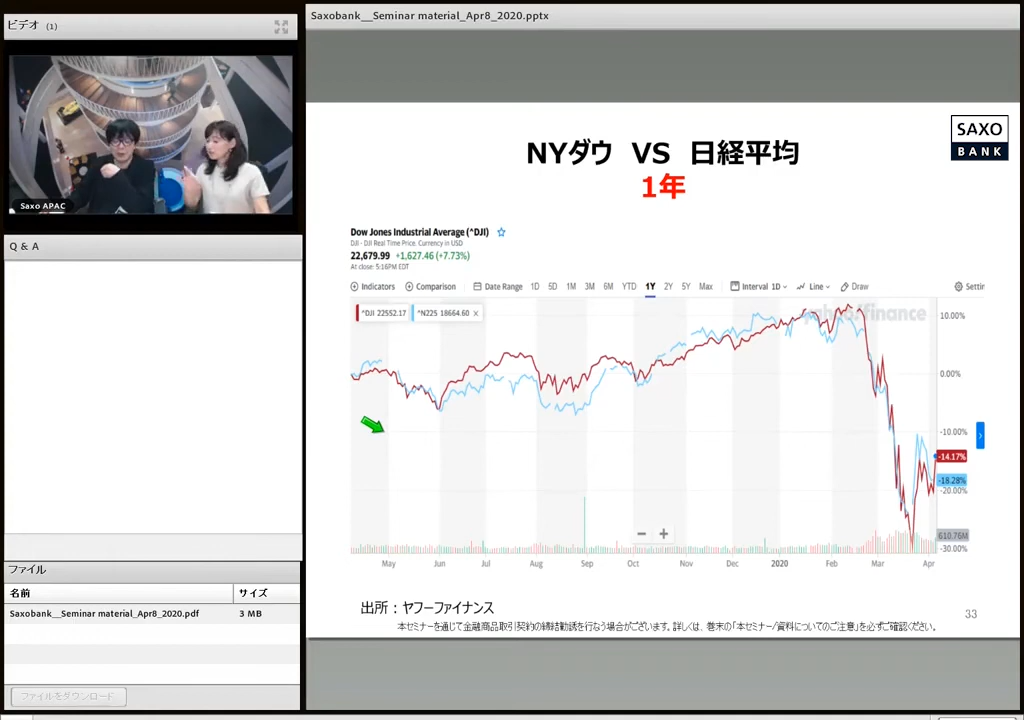 ビデオ (1)
Saxo APAC
Q & A
ファイル
名前 サイズ
Saxobank__Seminar material_Apr8_2020.pdf 3 MB
ファイルをダウンロード
Saxobank__Seminar material_Apr8_2020.pptx
SAXO
BANK
NYダウ VS 日経平均
1年
Dow Jones Industrial Average (^DJI)
DJI - DJI Real Time Price. Currency in USD
22,679.99 +1,627.46 (+7.73%)
At close: 5:16PM EDT
Indicators Comparison Date Range 1D 5D 1M 3M 6M YTD 1Y 2Y 5Y Max Interval 1D Line Draw Settin
^DJI 22552.17 ^N225 18664.60 x
yahoo!finance
10.00%
0.00%
-10.00%
-14.17%
-18.28%
-20.00%
610.76M
-30.00%
May Jun Jul Aug Sep Oct Nov Dec 2020 Feb Mar Apr
出所：ヤフーファイナンス
33
本セミナーを通じて金融商品取引契約の締結勧誘を行なう場合がございます。詳しくは、巻末の「本セミナー/資料についてのご注意」を必ずご確認ください。